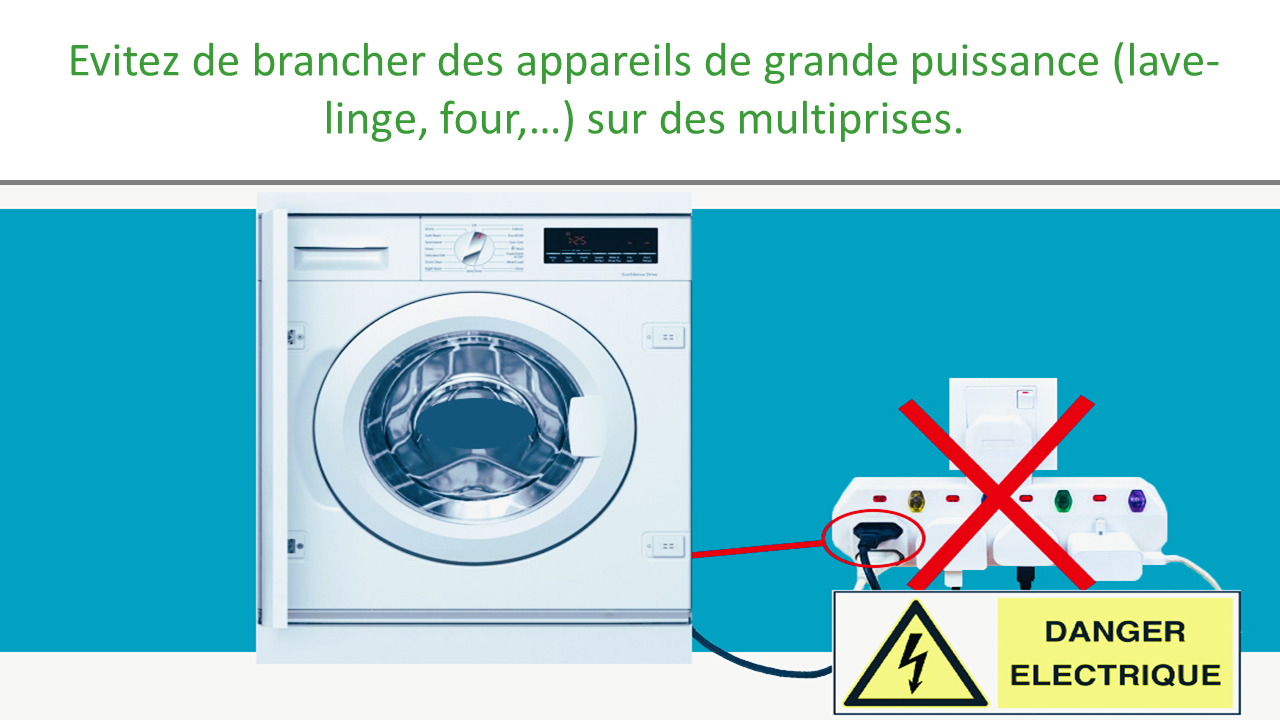 Evitez de brancher des appareils de grande puissance (lave-
linge, four,...) sur des multiprises.
DANGER
ELECTRIQUE